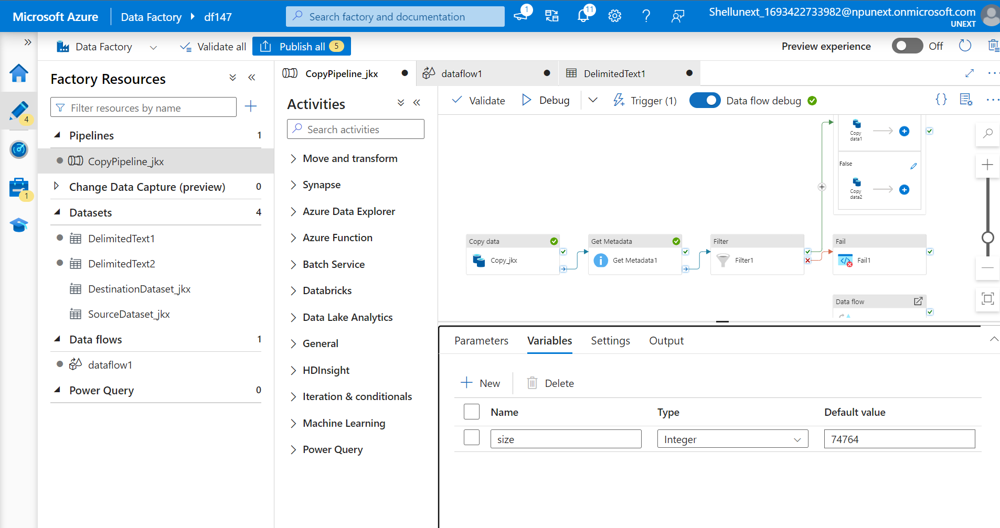 Microsoft Azure
Data Factory
df147
Search factory and documentation
1
11
Shellunext_1693422733982@npunext.onmicrosoft.com
UNEXT
Data Factory
Validate all
Publish all 5
Preview experience
Off
4
1
Factory Resources
Filter resources by name
Pipelines 1
CopyPipeline_jkx
Change Data Capture (preview) 0
Datasets 4
DelimitedText1
DelimitedText2
DestinationDataset_jkx
SourceDataset_jkx
Data flows 1
dataflow1
Power Query 0
CopyPipeline_jkx
dataflow1
DelimitedText1
Activities
Search activities
Move and transform
Synapse
Azure Data Explorer
Azure Function
Batch Service
Databricks
Data Lake Analytics
General
HDInsight
Iteration & conditionals
Machine Learning
Power Query
Validate
Debug
Trigger (1)
Data flow debug
Copy
data1
False
Copy
data2
Copy data
Copy_jkx
Get Metadata
Get Metadata1
Filter
Filter1
Fail
Fail1
Data flow
Parameters
Variables
Settings
Output
New
Delete
Name Type Default value
size Integer 74764